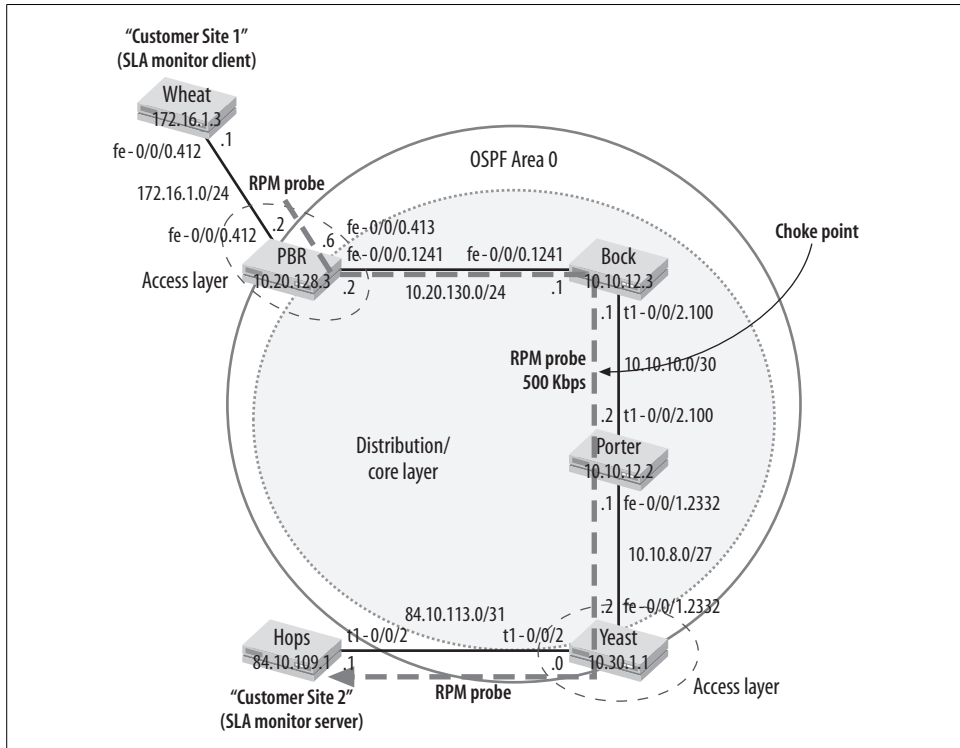 “Customer Site 1”
(SLA monitor client)
Wheat
172.16.1.3
.1
fe-0/0/0.412
OSPF Area 0
RPM probe
172.16.1.0/24
.2
.6
fe-0/0/0.413
fe-0/0/0.412
fe-0/0/0.1241
fe-0/0/0.1241
Choke point
PBR
Bock
Access layer
10.20.128.3
10.10.12.3
.2
10.20.130.0/24
.1
.1
t1-0/0/2.100
RPM probe
500 Kbps
10.10.10.0/30
.2
t1-0/0/2.100
Distribution/
core layer
Porter
10.10.12.2
.1
fe-0/0/1.2332
10.10.8.0/27
84.10.113.0/31
.2
fe-0/0/1.2332
Hops
t1-0/0/2
t1-0/0/2
Yeast
84.10.109.1
.1
.0
10.30.1.1
“Customer Site 2”
(SLA monitor server)
RPM probe
Access layer